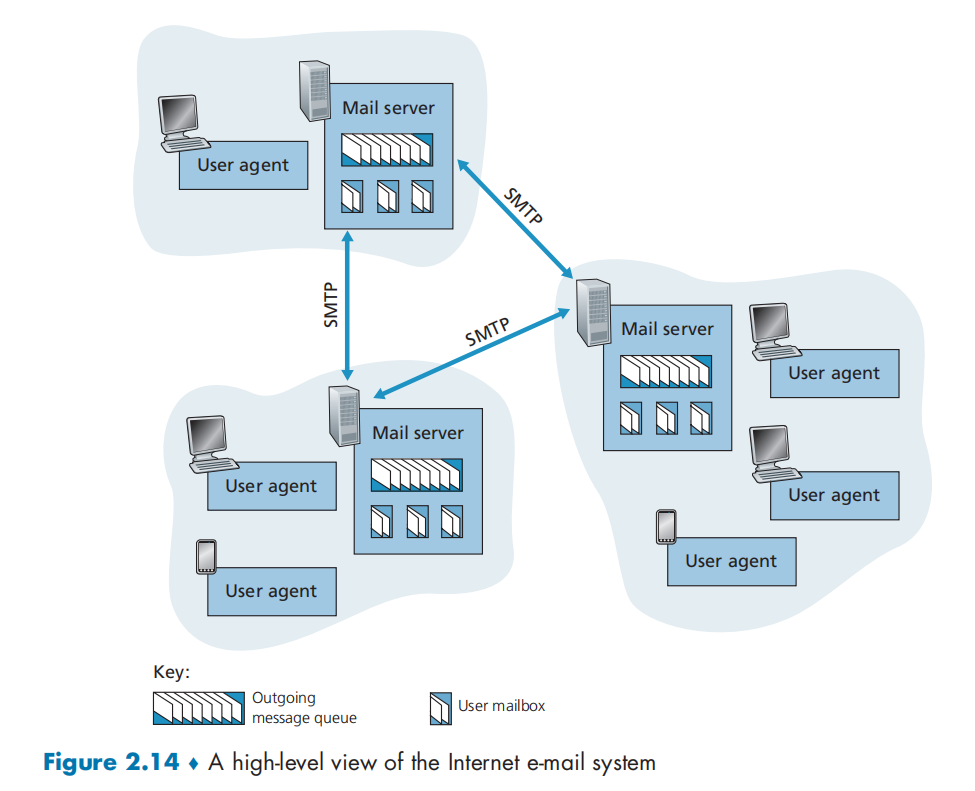 Mail server
User agent
SMTP
SMTP
SMTP
Mail server
User agent
User agent
User agent
Mail server
User agent
User agent
Key:
Outgoing
message queue
User mailbox
Figure 2.14 ♦ A high-level view of the Internet e-mail system